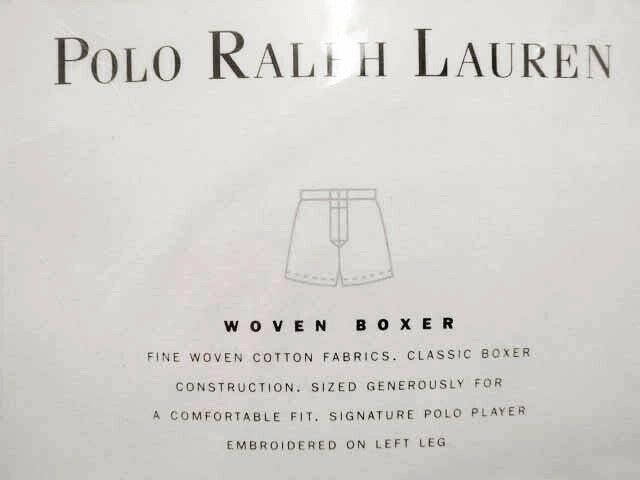 POLO RALPH LAUREN
WOVEN BOXER
FINE WOVEN COTTON FABRICS. CLASSIC BOXER
CONSTRUCTION. SIZED GENEROUSLY FOR
A COMFORTABLE FIT. SIGNATURE POLO PLAYER
EMBROIDERED ON LEFT LEG